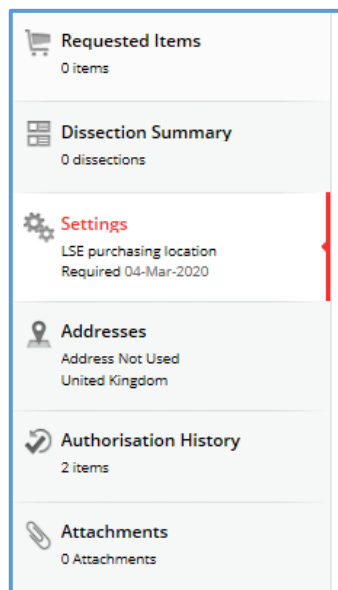 Requested Items
0 items
Dissection Summary
0 dissections
Settings
LSE purchasing location
Required 04-Mar-2020
Addresses
Address Not Used
United Kingdom
Authorisation History
2 items
Attachments
0 Attachments